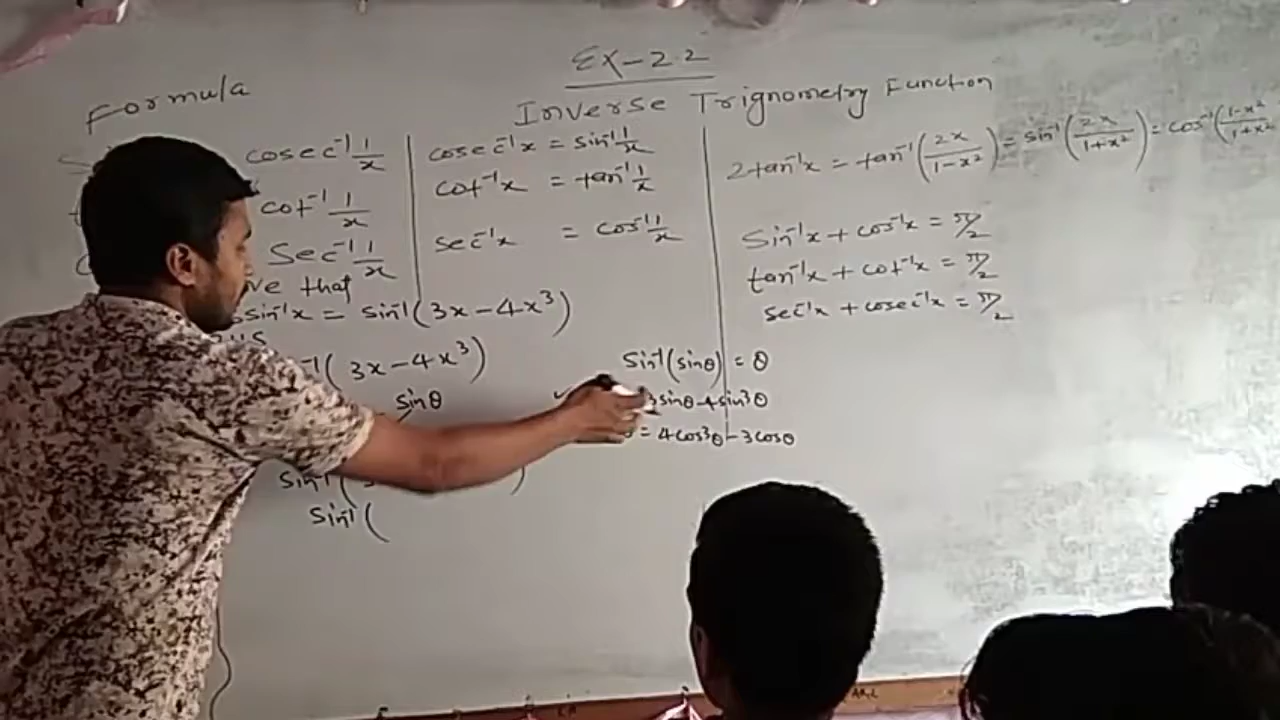 Ex-2.2
Inverse Trignometry Function
Formula
cosec⁻¹ 1/x
cot⁻¹ 1/x
Sec⁻¹ 1/x
cosec⁻¹x = sin⁻¹ 1/x
cot⁻¹x = tan⁻¹ 1/x
sec⁻¹x = cos⁻¹ 1/x
2tan⁻¹x = tan⁻¹(2x/1-x²) = sin⁻¹(2x/1+x²) = cos⁻¹(1-x²/1+x²
Sin⁻¹x + cos⁻¹x = π/2
tan⁻¹x + cot⁻¹x = π/2
sec⁻¹x + cosec⁻¹x = π/2
that
sin⁻¹x = sin⁻¹(3x-4x³)
(3x-4x³)
sinθ
sin⁻¹(
Sin⁻¹(
Sin⁻¹(sinθ) = θ
3sinθ-4sin³θ
= 4cos³θ-3cosθ